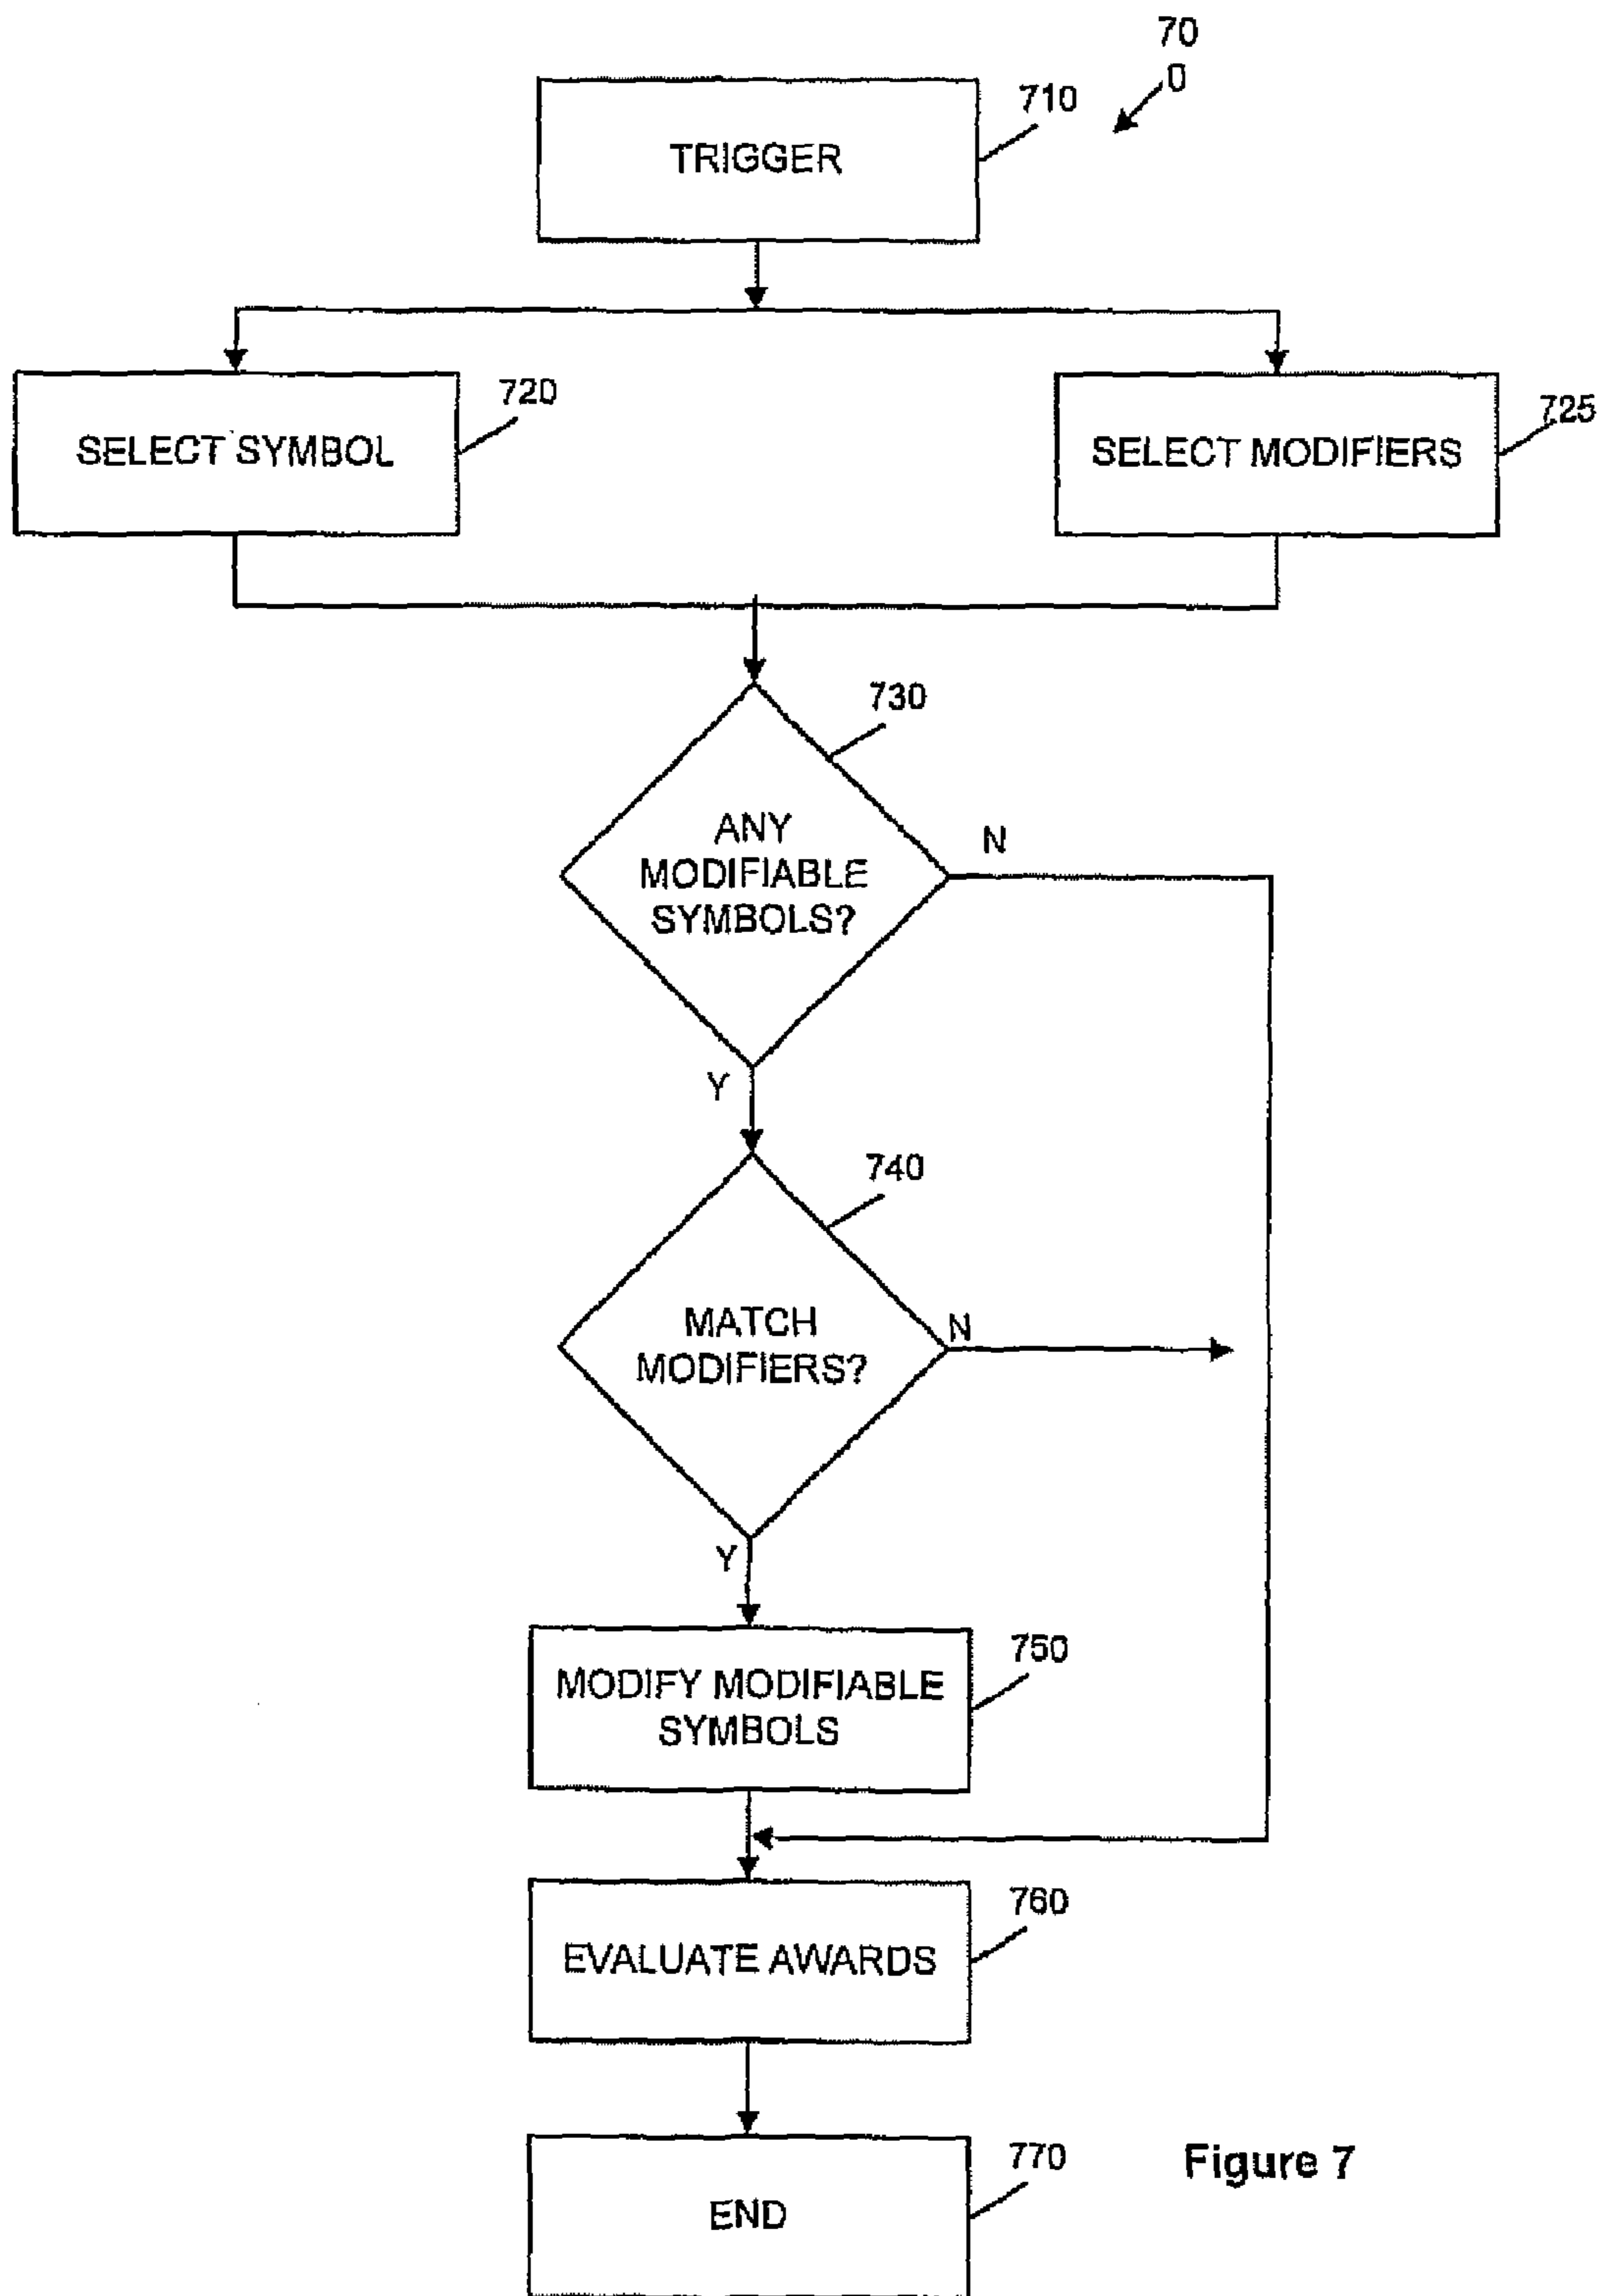 70
0
710
TRIGGER
720
SELECT SYMBOL
725
SELECT MODIFIERS
730
ANY
MODIFIABLE
SYMBOLS?
N
Y
740
MATCH
MODIFIERS?
N
Y
750
MODIFY MODIFIABLE
SYMBOLS
760
EVALUATE AWARDS
770
END
Figure 7